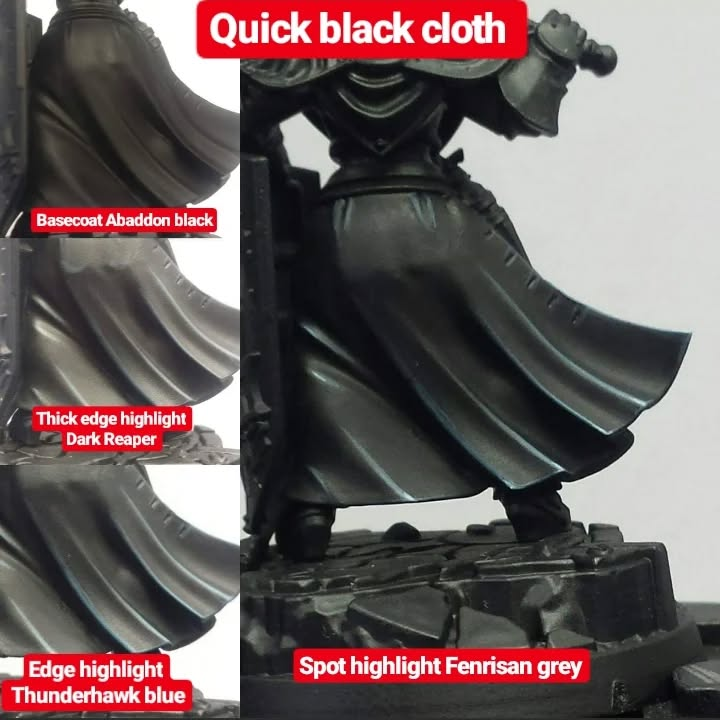 Quick black cloth
Basecoat Abaddon black
Thick edge highlight
Dark Reaper
Edge highlight
Thunderhawk blue
Spot highlight Fenrisan grey